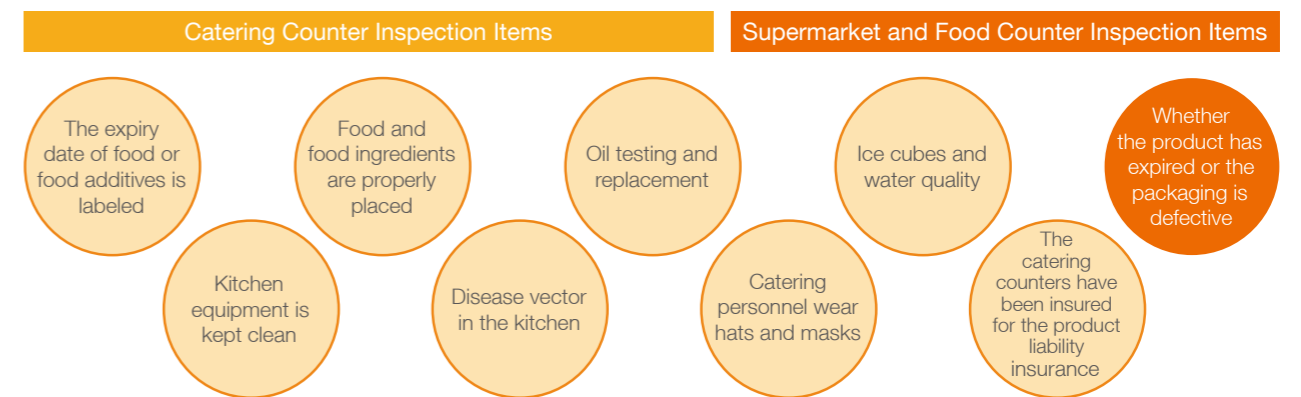 Catering Counter Inspection Items
Supermarket and Food Counter Inspection Items
The expiry
date of food or
food additives is
labeled
Kitchen
equipment is
kept clean
Food and
food ingredients
are properly
placed
Disease vector
in the kitchen
Oil testing and
replacement
Catering
personnel wear
hats and masks
Ice cubes and
water quality
The
catering
counters have
been insured
for the product
liability
insurance
Whether
the product has
expired or the
packaging is
defective